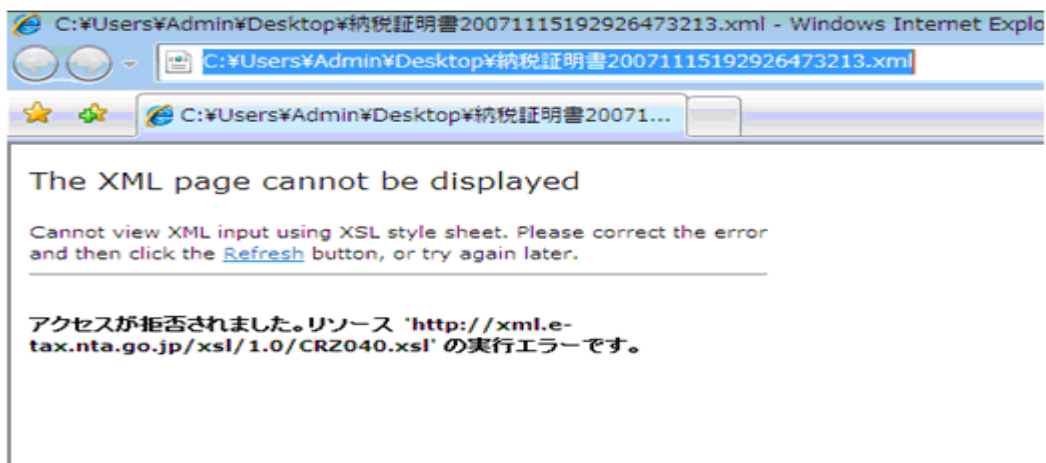 C:¥Users¥Admin¥Desktop¥納税証明書20071115192926473213.xml - Windows Internet Explo
C:¥Users¥Admin¥Desktop¥納税証明書20071115192926473213.xml
C:¥Users¥Admin¥Desktop¥納税証明書20071...
The XML page cannot be displayed
Cannot view XML input using XSL style sheet. Please correct the error
and then click the Refresh button, or try again later.
アクセスが拒否されました。リソース 'http://xml.e-
tax.nta.go.jp/xsl/1.0/CRZ040.xsl' の実行エラーです。